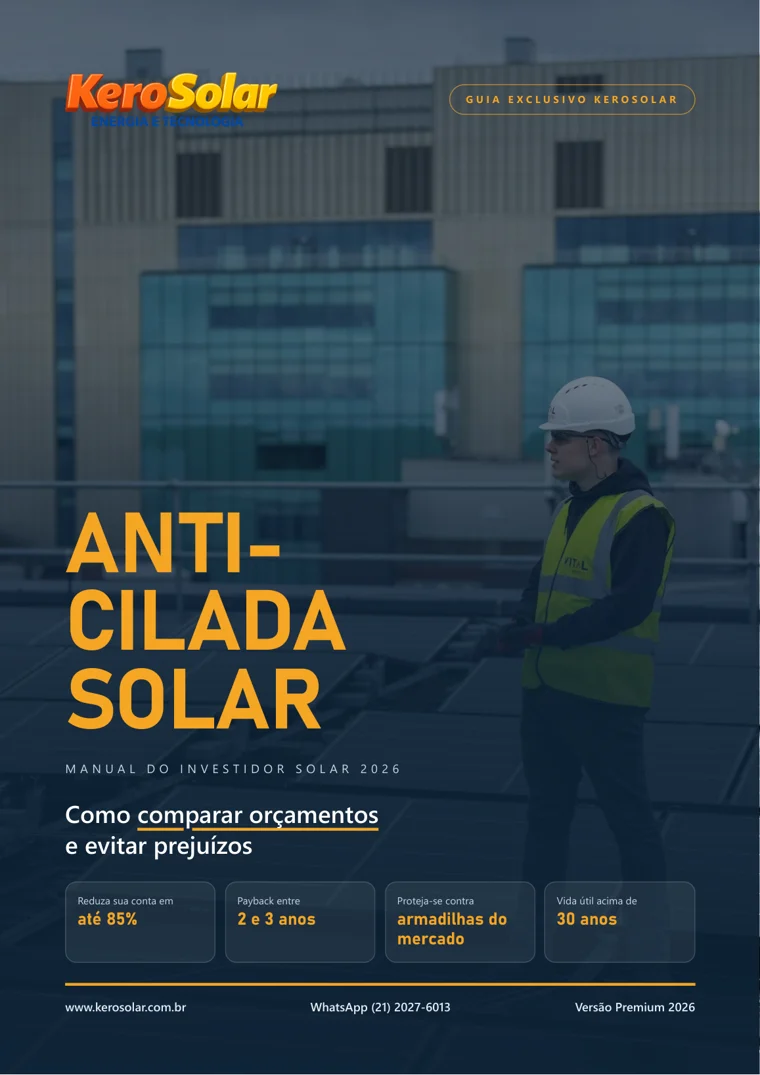 KeroSolar
ENERGIA E TECNOLOGIA
GUIA EXCLUSIVO KEROSOLAR
ANTI-
CILADA
SOLAR
MANUAL DO INVESTIDOR SOLAR 2026
Como comparar orçamentos
e evitar prejuízos
Reduza sua conta em
até 85%
Payback entre
2 e 3 anos
Proteja-se contra
armadilhas do
mercado
Vida útil acima de
30 anos
www.kerosolar.com.br
WhatsApp (21) 2027-6013
Versão Premium 2026